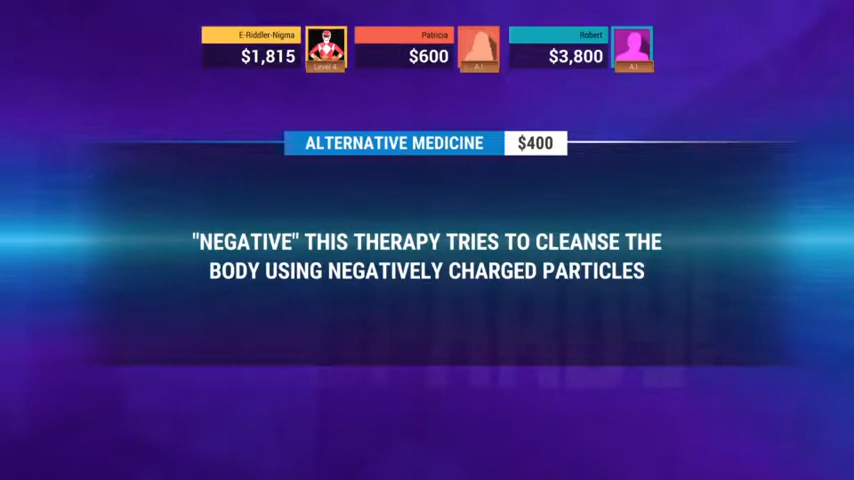 E-Riddler-Nigma
$1,815
Level 4
Patricia
$600
A.I.
Robert
$3,800
A.I.
ALTERNATIVE MEDICINE $400
"NEGATIVE" THIS THERAPY TRIES TO CLEANSE THE
BODY USING NEGATIVELY CHARGED PARTICLES